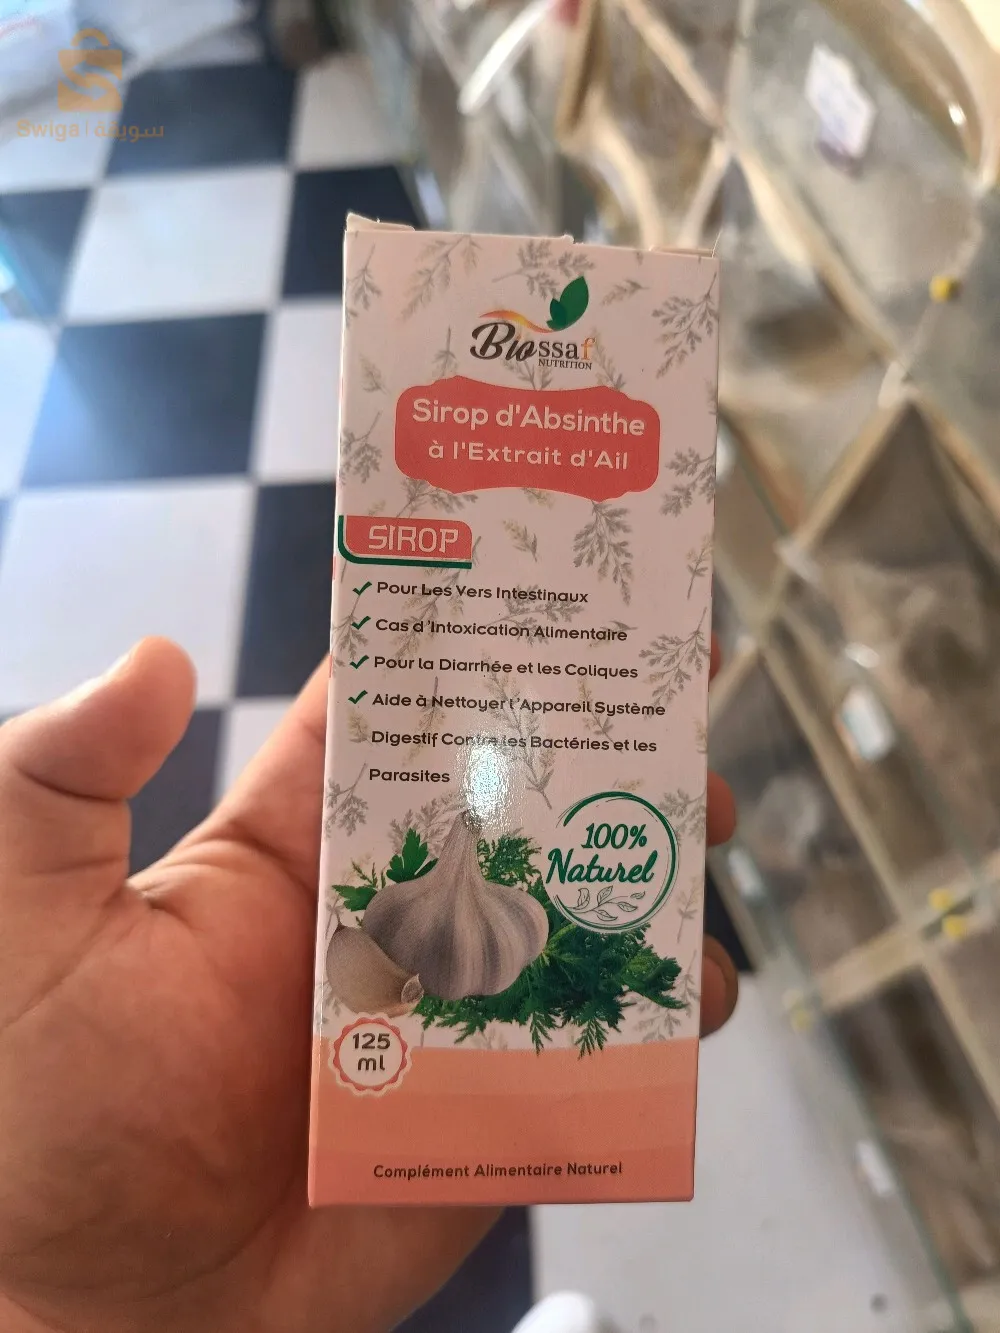 Swiga | سويقة
Biossaf
NUTRITION
Sirop d'Absinthe
à l'Extrait d'Ail
SIROP
Pour Les Vers Intestinaux
Cas d'Intoxication Alimentaire
Pour la Diarrhée et les Coliques
Aide à Nettoyer l'Appareil Système
Digestif Contre les Bactéries et les
Parasites
100%
Naturel
125
ml
Complément Alimentaire Naturel